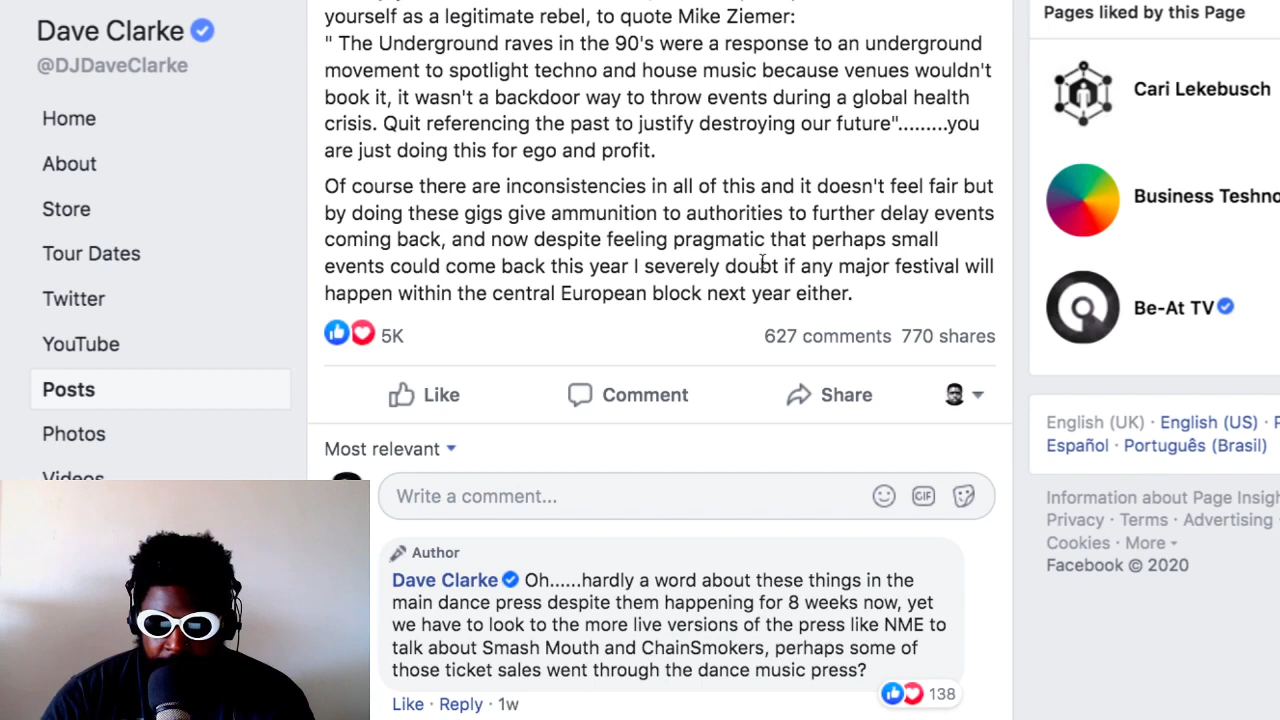 Dave Clarke
@DJDaveClarke
Home
About
Store
Tour Dates
Twitter
YouTube
Posts
Photos
Videos
yourself as a legitimate rebel, to quote Mike Ziemer:
" The Underground raves in the 90's were a response to an underground
movement to spotlight techno and house music because venues wouldn't
book it, it wasn't a backdoor way to throw events during a global health
crisis. Quit referencing the past to justify destroying our future".........you
are just doing this for ego and profit.
Of course there are inconsistencies in all of this and it doesn't feel fair but
by doing these gigs give ammunition to authorities to further delay events
coming back, and now despite feeling pragmatic that perhaps small
events could come back this year I severely doubt if any major festival will
happen within the central European block next year either.
5K
627 comments 770 shares
Like
Comment
Share
Most relevant
Write a comment...
GIF
Author
Dave Clarke Oh......hardly a word about these things in the
main dance press despite them happening for 8 weeks now, yet
we have to look to the more live versions of the press like NME to
talk about Smash Mouth and ChainSmokers, perhaps some of
those ticket sales went through the dance music press?
138
Like · Reply · 1w
Pages liked by this Page
Cari Lekebusch
Business Techno
Be-At TV
English (UK) · English (US) · P
Español · Português (Brasil)
Information about Page Insigh
Privacy · Terms · Advertising
Cookies · More
Facebook © 2020